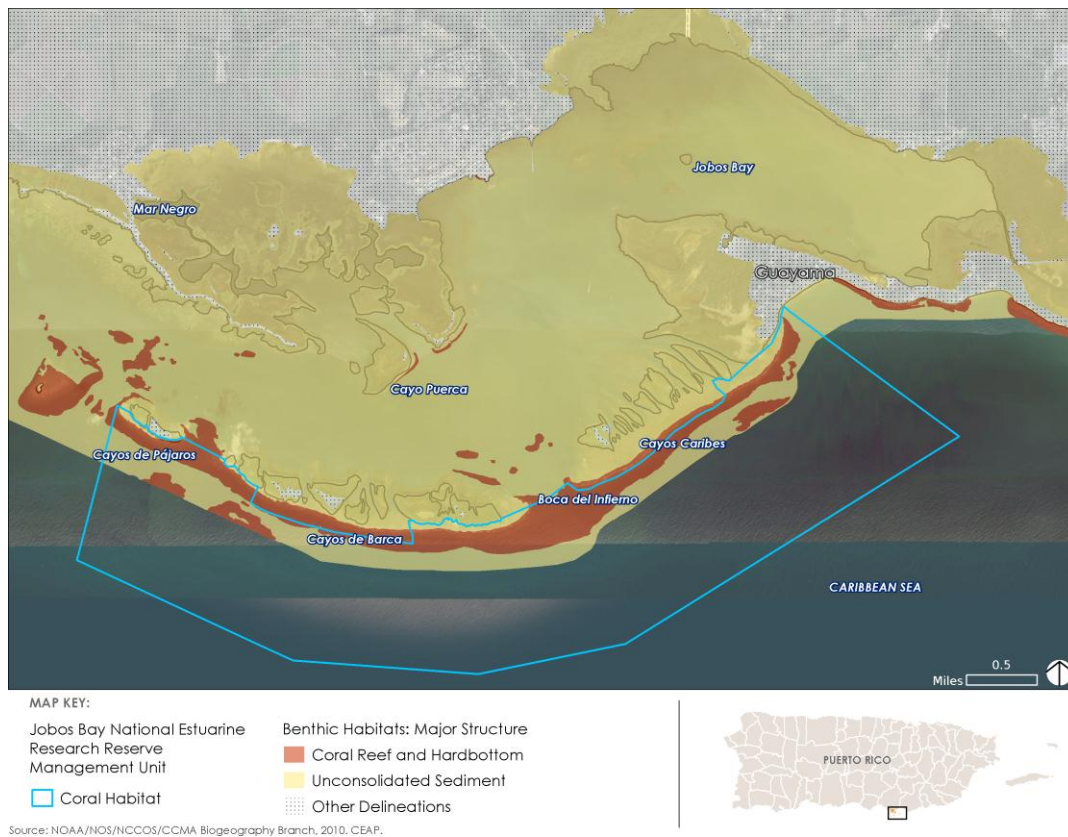 Jobos Bay
Mar Negro
Guayama
Cayo Puerca
Cayos Caribes
Cayos de Pájaros
Boca del Infierno
Cayos de Barca
CARIBBEAN SEA
0.5
Miles
MAP KEY:
Jobos Bay National Estuarine
Research Reserve
Management Unit
Coral Habitat
Benthic Habitats: Major Structure
Coral Reef and Hardbottom
Unconsolidated Sediment
Other Delineations
PUERTO RICO
Source: NOAA/NOS/NCCOS/CCMA Biogeography Branch, 2010. CEAP.